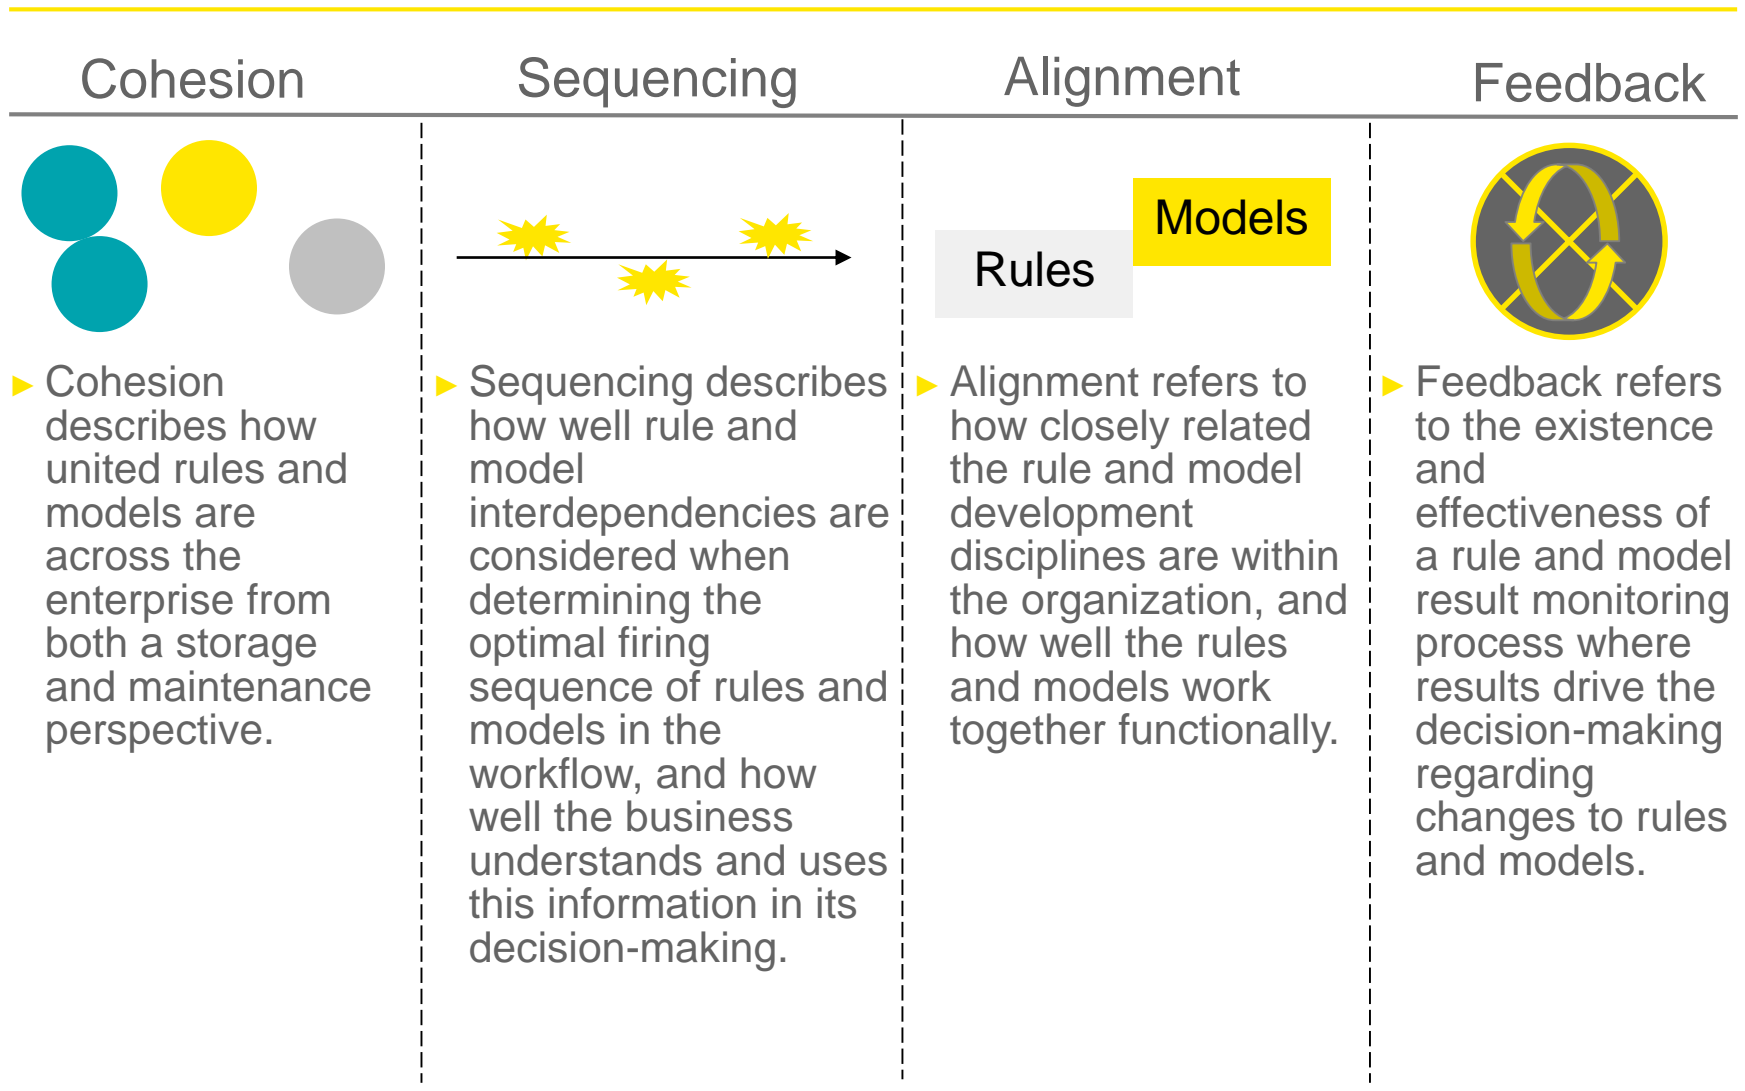 Cohesion
Sequencing
Alignment
Feedback
Models
Rules
► Cohesion
describes how
united rules and
models are
across the
enterprise from
both a storage
and maintenance
perspective.
► Sequencing describes
how well rule and
model
interdependencies are
considered when
determining the
optimal firing
sequence of rules and
models in the
workflow, and how
well the business
understands and uses
this information in its
decision-making.
► Alignment refers to
how closely related
the rule and model
development
disciplines are within
the organization, and
how well the rules
and models work
together functionally.
► Feedback refers
to the existence
and
effectiveness of
a rule and model
result monitoring
process where
results drive the
decision-making
regarding
changes to rules
and models.